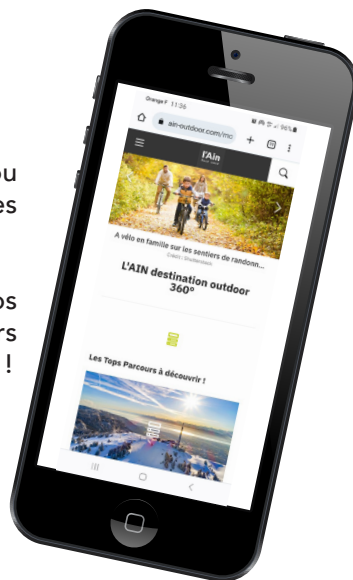 ou
es
os
rs
!
Orange F 11:36
96%
ain-outdoor.com/mo
l'Ain
A vélo en famille sur les sentiers de randonn...
Crédit : Shutterstock
L'AIN destination outdoor
360°
Les Tops Parcours à découvrir !